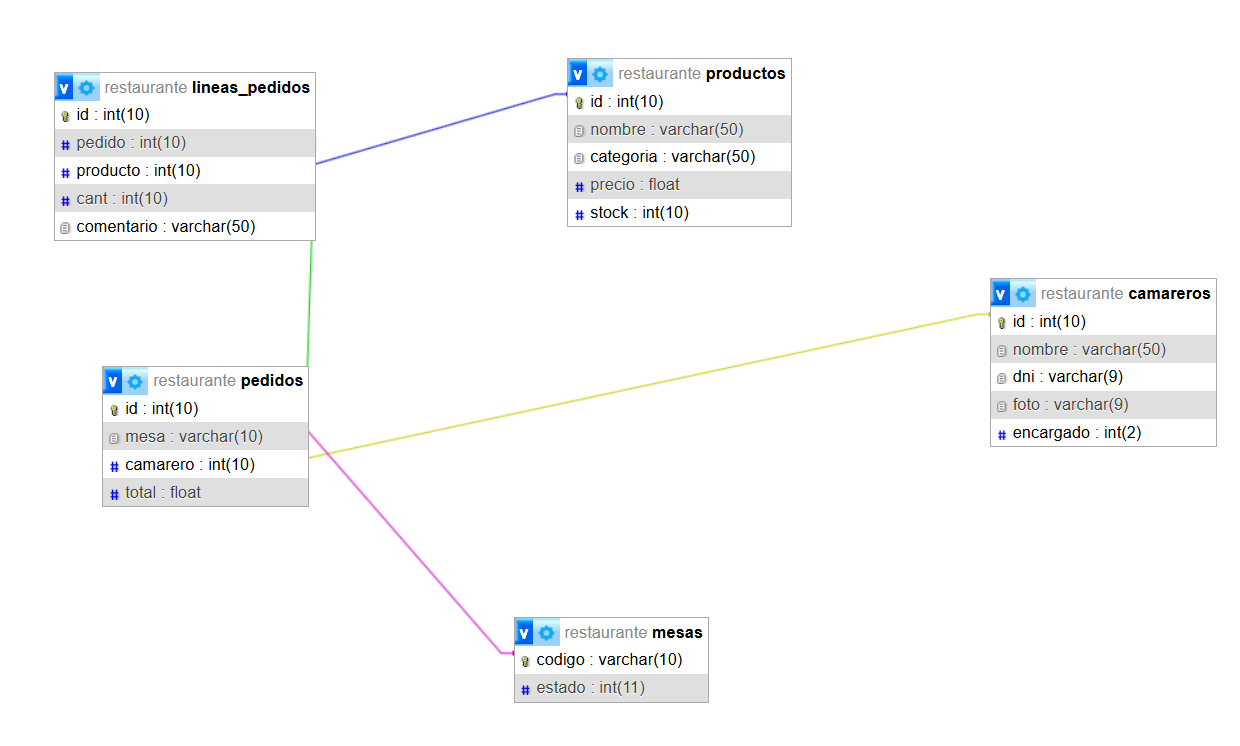 v restaurante lineas_pedidos
id : int(10)
# pedido : int(10)
# producto : int(10)
# cant : int(10)
comentario : varchar(50)
v restaurante productos
id : int(10)
nombre : varchar(50)
categoria : varchar(50)
# precio : float
# stock : int(10)
v restaurante camareros
id : int(10)
nombre : varchar(50)
dni : varchar(9)
foto : varchar(9)
# encargado : int(2)
v restaurante pedidos
id : int(10)
mesa : varchar(10)
# camarero : int(10)
# total : float
v restaurante mesas
codigo : varchar(10)
# estado : int(11)